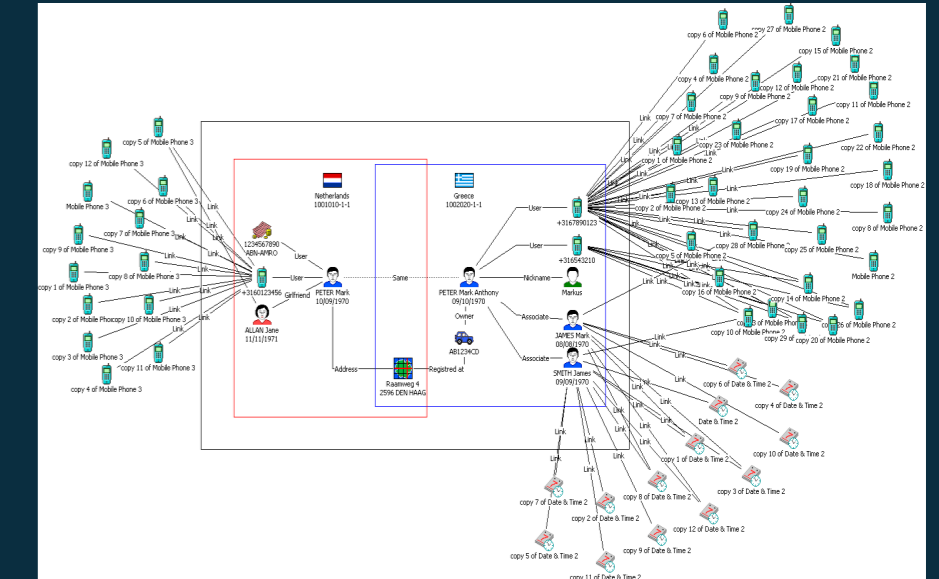 copy 6 of Mobile Phone 2
copy 27 of Mobile Phone 2
copy 15 of Mobile Phone 2
copy 4 of Mobile Phone 2
copy 21 of Mobile Phone 2
copy 12 of Mobile Phone 2
copy 9 of Mobile Phone 2
copy 11 of Mobile Phone 2
copy 7 of Mobile Phone 2
copy 17 of Mobile Phone 2
copy 23 of Mobile Phone 2
copy 22 of Mobile Phone 2
copy 1 of Mobile Phone 2
copy 19 of Mobile Phone 2
copy 18 of Mobile Phone 2
copy 2 of Mobile Phone 2
copy 13 of Mobile Phone 2
copy 24 of Mobile Phone 2
copy 8 of Mobile Phone 2
copy 28 of Mobile Phone 2
copy 25 of Mobile Phone 2
copy 5 of Mobile Phone 2
Mobile Phone 2
copy 16 of Mobile Phone 2
copy 14 of Mobile Phone 2
copy 10 of Mobile Phone 2
copy 20 of Mobile Phone 2
copy 5 of Mobile Phone 3
copy 12 of Mobile Phone 3
Mobile Phone 3
copy 6 of Mobile Phone 3
copy 7 of Mobile Phone 3
copy 9 of Mobile Phone 3
copy 8 of Mobile Phone 3
copy 1 of Mobile Phone 3
copy 2 of Mobile Phone 3
copy 10 of Mobile Phone 3
copy 3 of Mobile Phone 3
copy 11 of Mobile Phone 3
copy 4 of Mobile Phone 3
Link
Netherlands
1001010-1-1
Greece
1002020-1-1
1234567890
ABN-AMRO
User
+3160123456
User
Girlfriend
ALLAN Jane
11/11/1971
PETER Mark
10/09/1970
Same
PETER Mark Anthony
09/10/1970
User
+3167890123
User
+316543210
Nickname
Markus
Associate
JAMES Mark
08/08/1970
Associate
SMITH James
09/09/1970
Owner
AB1234CD
Address
Raamweg 4
2596 DEN HAAG
Registred at
copy 6 of Date & Time 2
copy 4 of Date & Time 2
Date & Time 2
copy 10 of Date & Time 2
copy 1 of Date & Time 2
copy 3 of Date & Time 2
copy 8 of Date & Time 2
copy 7 of Date & Time 2
copy 2 of Date & Time 2
copy 12 of Date & Time 2
copy 9 of Date & Time 2
copy 5 of Date & Time 2
copy 11 of Date & Time 2